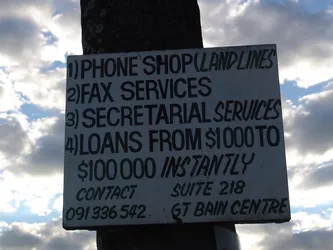 1) PHONE SHOP (LANDLINES
2) FAX SERVICES
3) SECRETARIAL SERVICES
4) LOANS FROM $1000 TO
$100 000 INSTANTLY
CONTACT SUITE 218
091 336 542 GT BAIN CENTRE